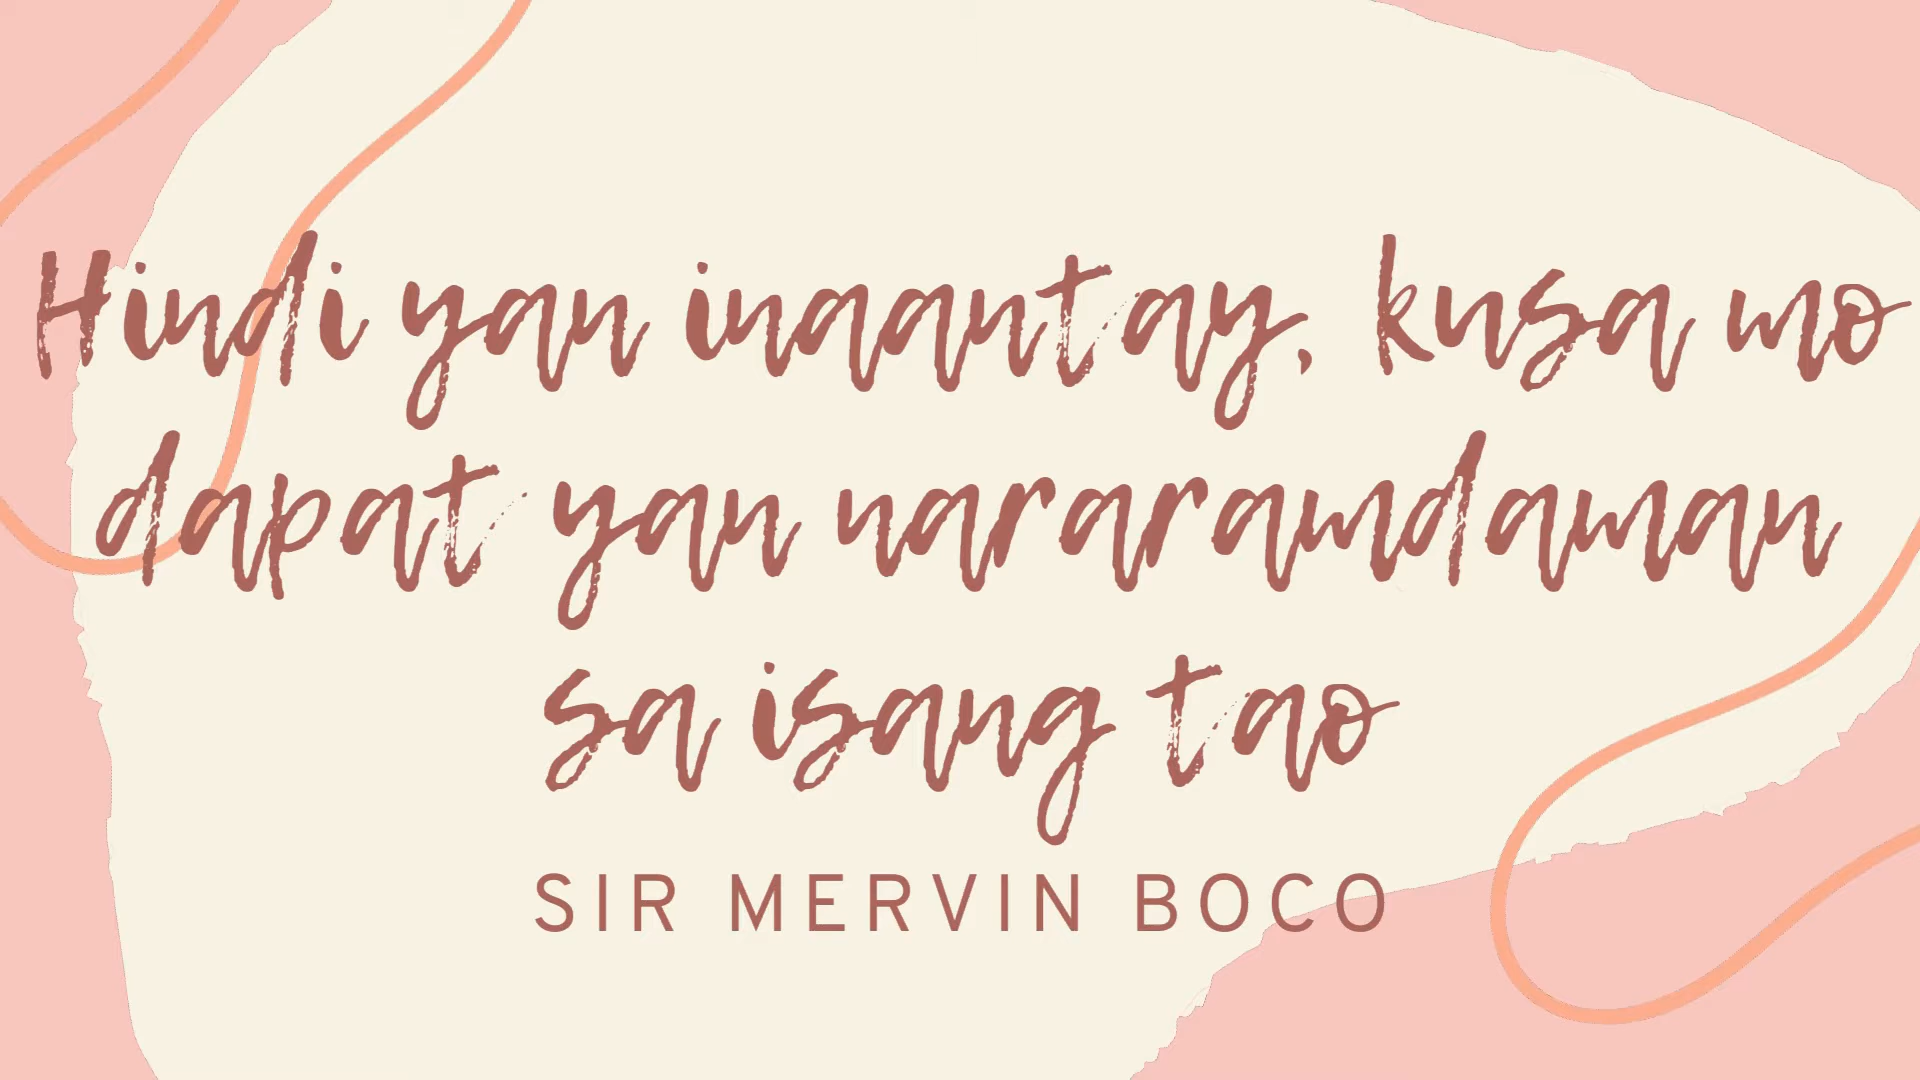 Hindi yan inaantay, kusa mo
dapat yan nararamdaman
sa isang tao
SIR MERVIN BOCO